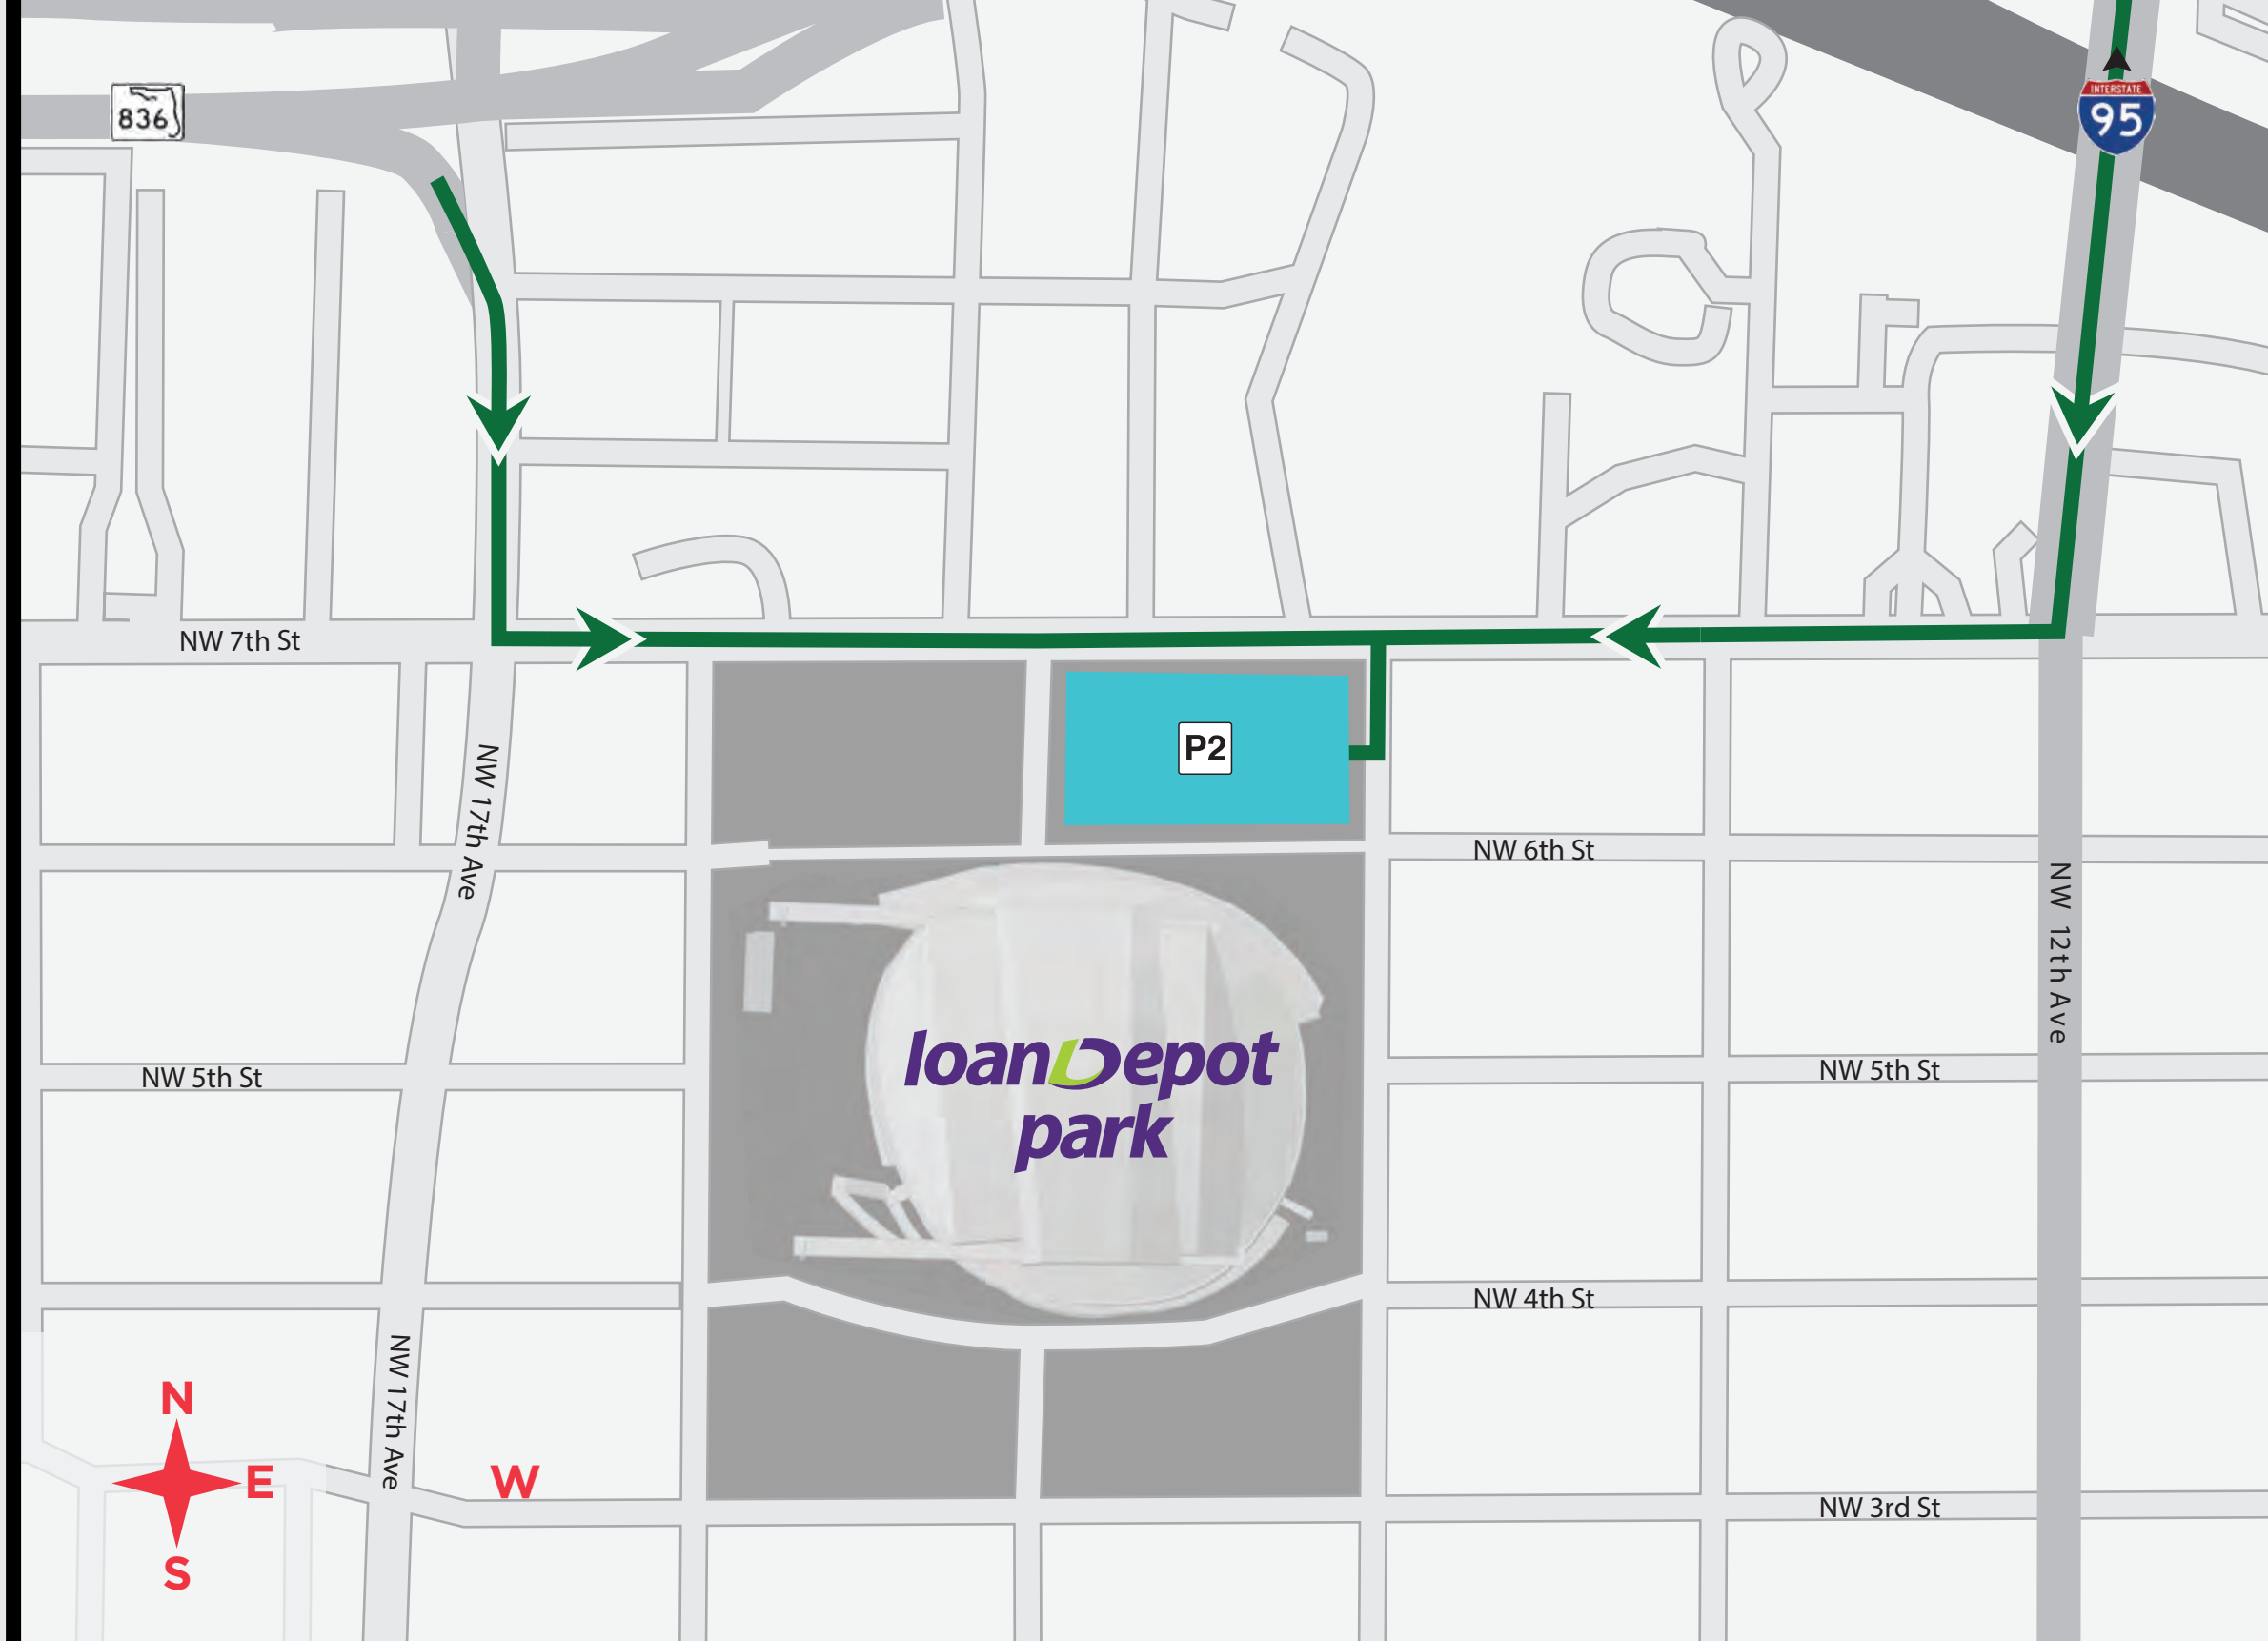 836
INTERSTATE
95
NW 7th St
P2
NW 17th Ave
NW 6th St
NW 12th Ave
loanDepot
park
NW 5th St
NW 5th St
NW 4th St
NW 17th Ave
N
E
W
S
NW 3rd St